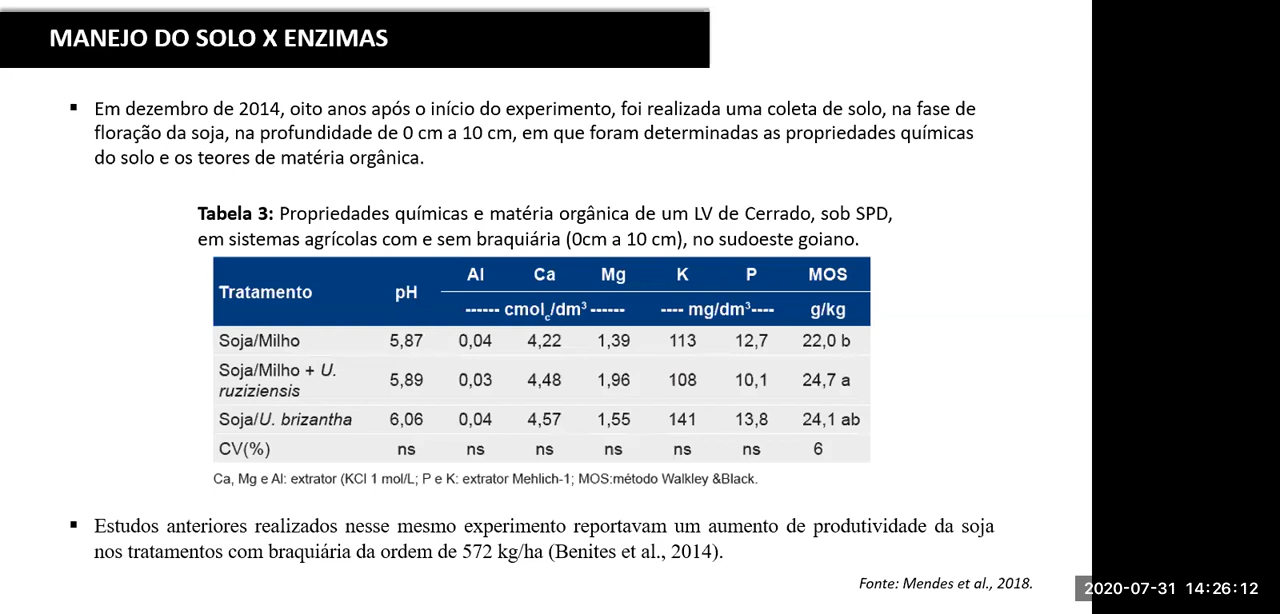 MANEJO DO SOLO X ENZIMAS
▪ Em dezembro de 2014, oito anos após o início do experimento, foi realizada uma coleta de solo, na fase de
floração da soja, na profundidade de 0 cm a 10 cm, em que foram determinadas as propriedades químicas
do solo e os teores de matéria orgânica.
Tabela 3: Propriedades químicas e matéria orgânica de um LV de Cerrado, sob SPD,
em sistemas agrícolas com e sem braquiária (0cm a 10 cm), no sudoeste goiano.
Tratamento pH Al Ca Mg K P MOS
------ cmolc/dm³ ------ ---- mg/dm³---- g/kg
Soja/Milho 5,87 0,04 4,22 1,39 113 12,7 22,0 b
Soja/Milho + U.
ruziziensis 5,89 0,03 4,48 1,96 108 10,1 24,7 a
Soja/U. brizantha 6,06 0,04 4,57 1,55 141 13,8 24,1 ab
CV(%) ns ns ns ns ns ns 6
Ca, Mg e Al: extrator (KCl 1 mol/L; P e K: extrator Mehlich-1; MOS:método Walkley &Black.
▪ Estudos anteriores realizados nesse mesmo experimento reportavam um aumento de produtividade da soja
nos tratamentos com braquiária da ordem de 572 kg/ha (Benites et al., 2014).
Fonte: Mendes et al., 2018.
2020-07-31 14:26:12